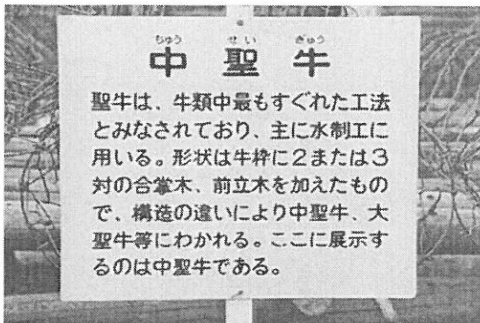 ちゅう せい ぎゅう
中 聖 牛
聖牛は、牛類中最もすぐれた工法
とみなされており、主に水制工に
用いる。形状は牛枠に2または3
対の合掌木、前立木を加えたもの
で、構造の違いにより中聖牛、大
聖牛等にわかれる。ここに展示す
るのは中聖牛である。